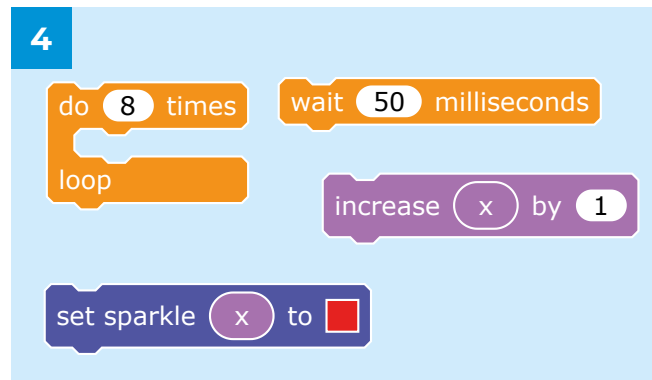 4
do 8 times
loop
wait 50 milliseconds
increase x by 1
set sparkle x to